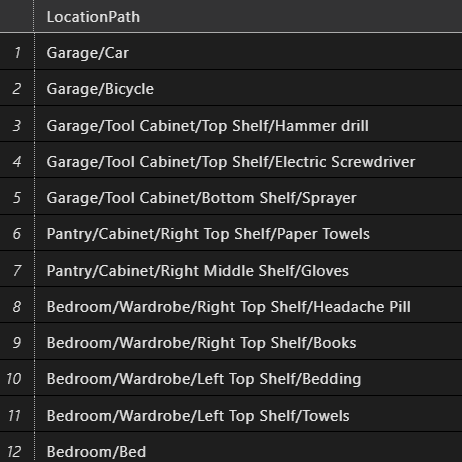 LocationPath
1 Garage/Car
2 Garage/Bicycle
3 Garage/Tool Cabinet/Top Shelf/Hammer drill
4 Garage/Tool Cabinet/Top Shelf/Electric Screwdriver
5 Garage/Tool Cabinet/Bottom Shelf/Sprayer
6 Pantry/Cabinet/Right Top Shelf/Paper Towels
7 Pantry/Cabinet/Right Middle Shelf/Gloves
8 Bedroom/Wardrobe/Right Top Shelf/Headache Pill
9 Bedroom/Wardrobe/Right Top Shelf/Books
10 Bedroom/Wardrobe/Left Top Shelf/Bedding
11 Bedroom/Wardrobe/Left Top Shelf/Towels
12 Bedroom/Bed